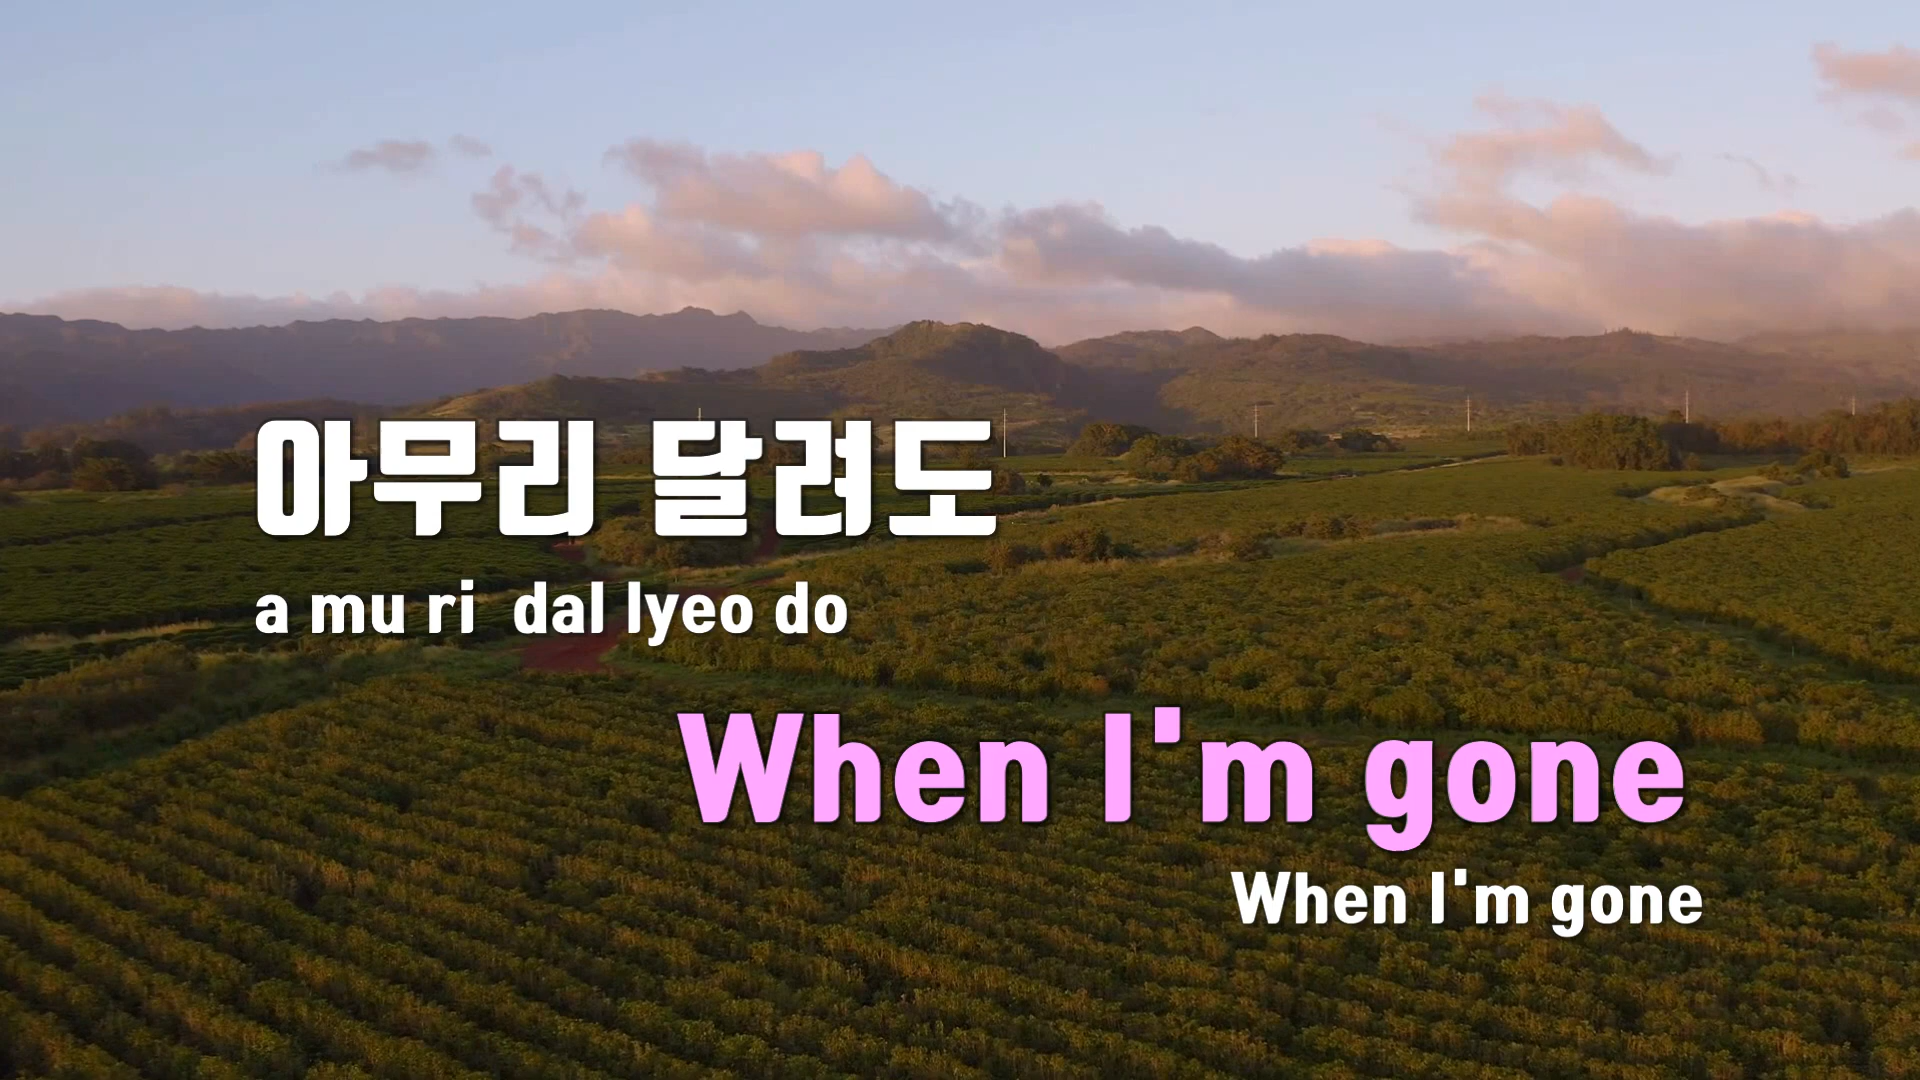 아무리 달려도
a mu ri dal lyeo do
When I'm gone
When I'm gone